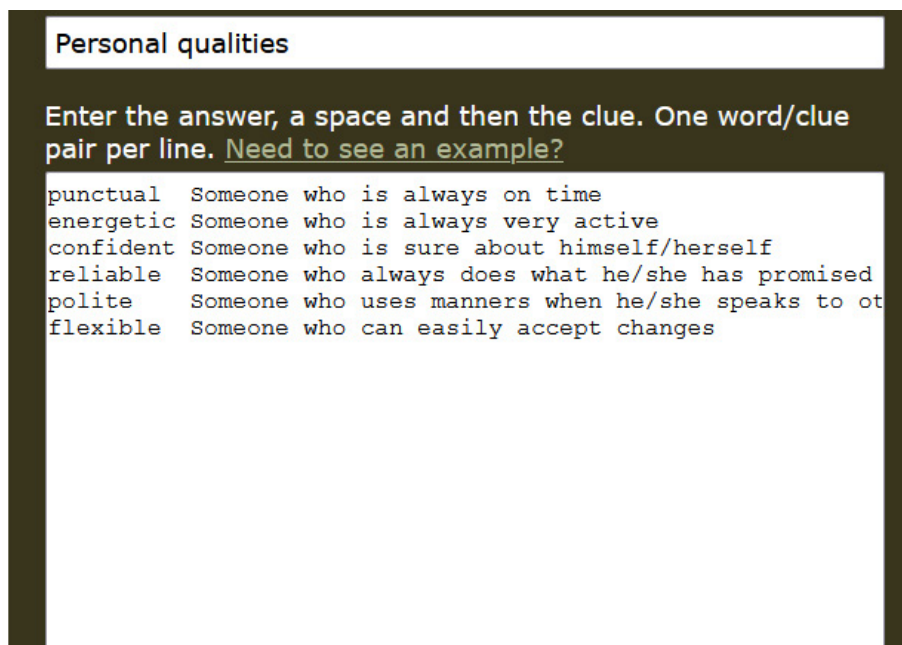 Personal qualities
Enter the answer, a space and then the clue. One word/clue
pair per line. Need to see an example?
punctual  Someone who is always on time
energetic Someone who is always very active
confident Someone who is sure about himself/herself
reliable  Someone who always does what he/she has promised
polite    Someone who uses manners when he/she speaks to ot
flexible  Someone who can easily accept changes